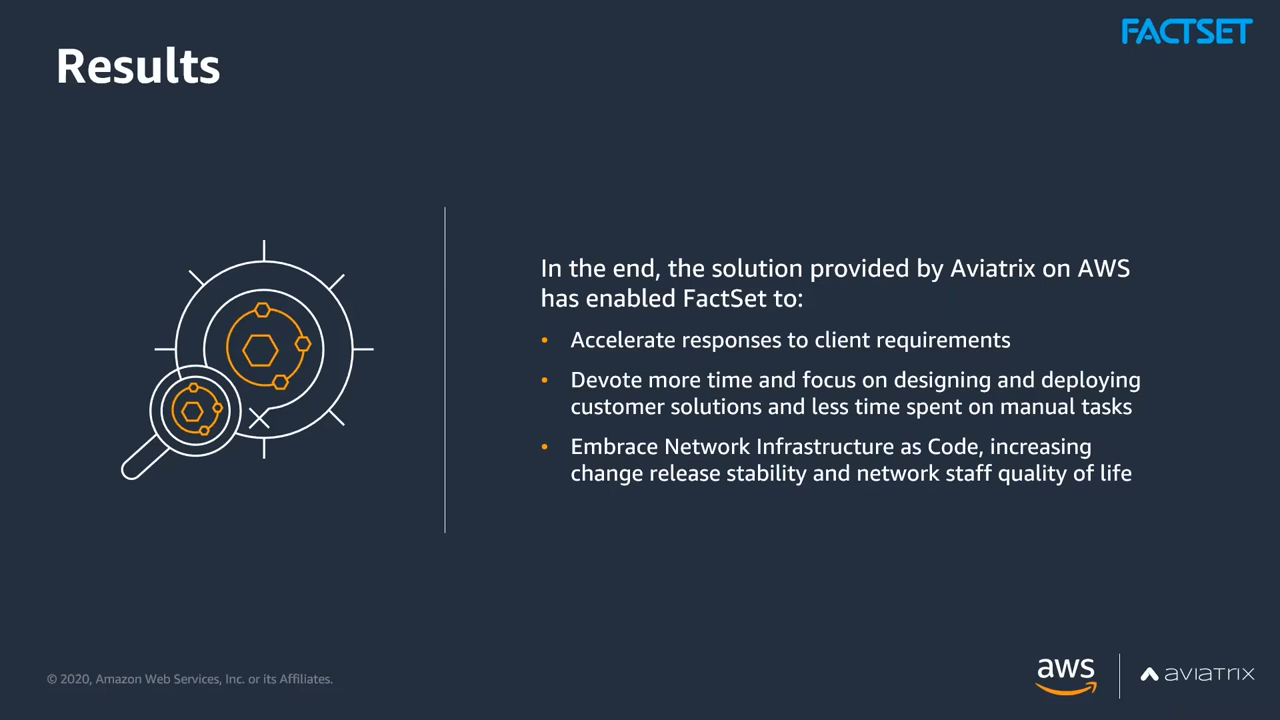 FACTSET
Results
In the end, the solution provided by Aviatrix on AWS
has enabled FactSet to:
• Accelerate responses to client requirements
• Devote more time and focus on designing and deploying
customer solutions and less time spent on manual tasks
• Embrace Network Infrastructure as Code, increasing
change release stability and network staff quality of life
© 2020, Amazon Web Services, Inc. or its Affiliates.
aws
aviatrix